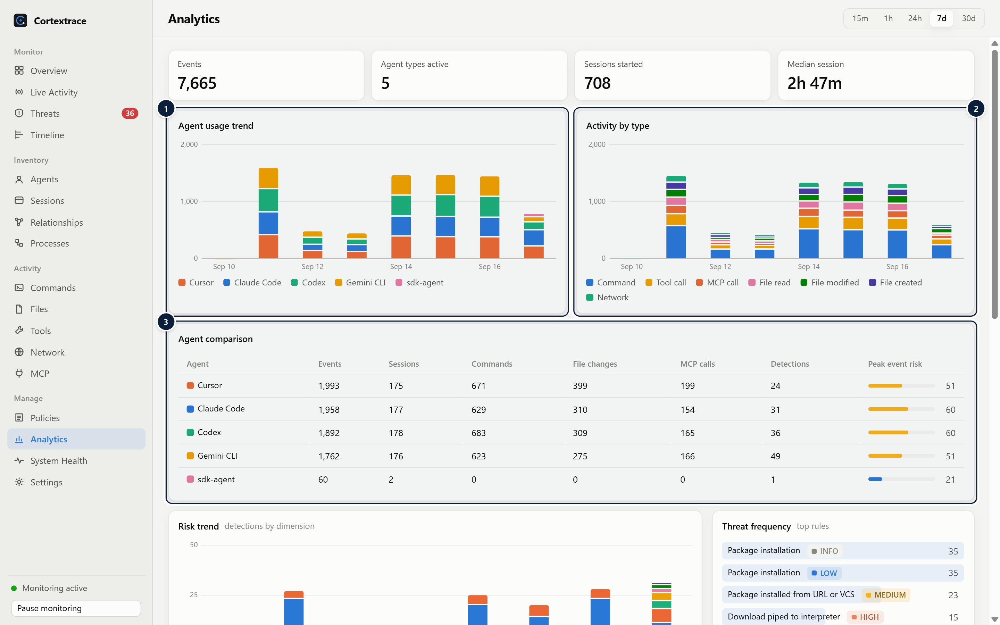 Cortextrace
Monitor
Overview
Live Activity
Threats 36
Timeline
Inventory
Agents
Sessions
Relationships
Processes
Activity
Commands
Files
Tools
Network
MCP
Manage
Policies
Analytics
System Health
Settings
Monitoring active
Pause monitoring
Analytics
15m 1h 24h 7d 30d
Events
7,665
Agent types active
5
Sessions started
708
Median session
2h 47m
1
Agent usage trend
2,000
1,000
0
Sep 10 Sep 12 Sep 14 Sep 16
Cursor Claude Code Codex Gemini CLI sdk-agent
2
Activity by type
2,000
1,000
0
Sep 10 Sep 12 Sep 14 Sep 16
Command Tool call MCP call File read File modified File created
Network
3
Agent comparison
Agent Events Sessions Commands File changes MCP calls Detections Peak event risk
Cursor 1,993 175 671 399 199 24 51
Claude Code 1,958 177 629 310 154 31 60
Codex 1,892 178 683 309 165 36 60
Gemini CLI 1,762 176 623 275 166 49 51
sdk-agent 60 2 0 0 0 1 21
Risk trend detections by dimension
50
25
Threat frequency top rules
Package installation INFO 35
Package installation LOW 35
Package installed from URL or VCS MEDIUM 23
Download piped to interpreter HIGH 15